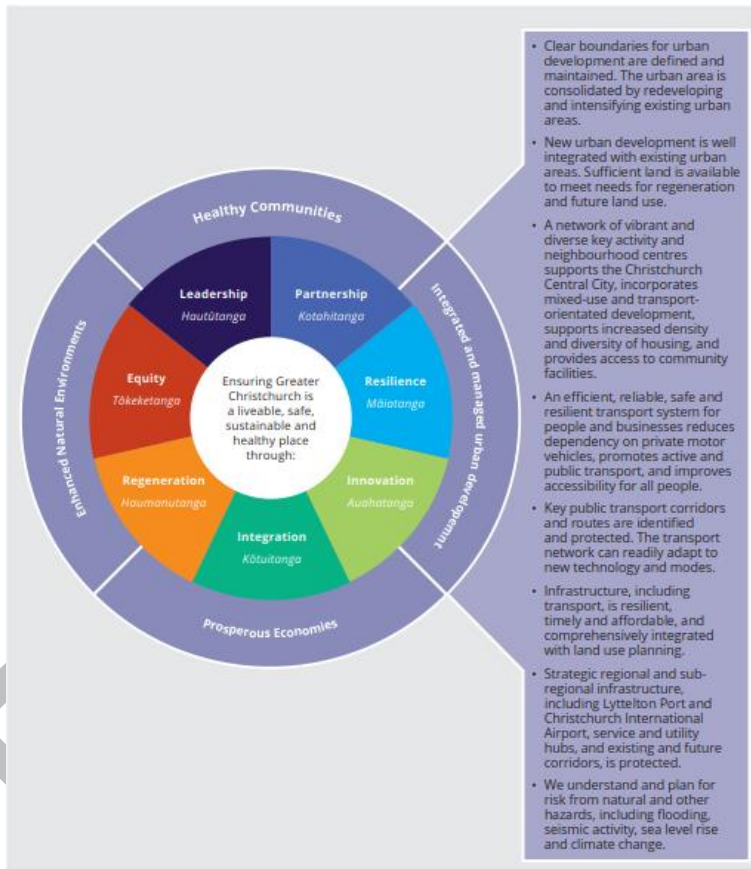 Healthy Communities
Enhanced Natural Environments
Integrated and managed urban developemnt
Prosperous Economies
Leadership
Hautūtanga
Partnership
Kotahitanga
Equity
Tōkeketanga
Resilience
Māiatanga
Regeneration
Haumanutanga
Innovation
Auahatanga
Integration
Kōtuitanga
Ensuring Greater
Christchurch is
a liveable, safe,
sustainable and
healthy place
through:
• Clear boundaries for urban
development are defined and
maintained. The urban area is
consolidated by redeveloping
and intensifying existing urban
areas.
• New urban development is well
integrated with existing urban
areas. Sufficient land is available
to meet needs for regeneration
and future land use.
• A network of vibrant and
diverse key activity and
neighbourhood centres
supports the Christchurch
Central City, incorporates
mixed-use and transport-
orientated development,
supports increased density
and diversity of housing, and
provides access to community
facilities.
• An efficient, reliable, safe and
resilient transport system for
people and businesses reduces
dependency on private motor
vehicles, promotes active and
public transport, and improves
accessibility for all people.
• Key public transport corridors
and routes are identified
and protected. The transport
network can readily adapt to
new technology and modes.
• Infrastructure, including
transport, is resilient,
timely and affordable, and
comprehensively integrated
with land use planning.
• Strategic regional and sub-
regional infrastructure,
including Lyttelton Port and
Christchurch International
Airport, service and utility
hubs, and existing and future
corridors, is protected.
• We understand and plan for
risk from natural and other
hazards, including flooding,
seismic activity, sea level rise
and climate change.